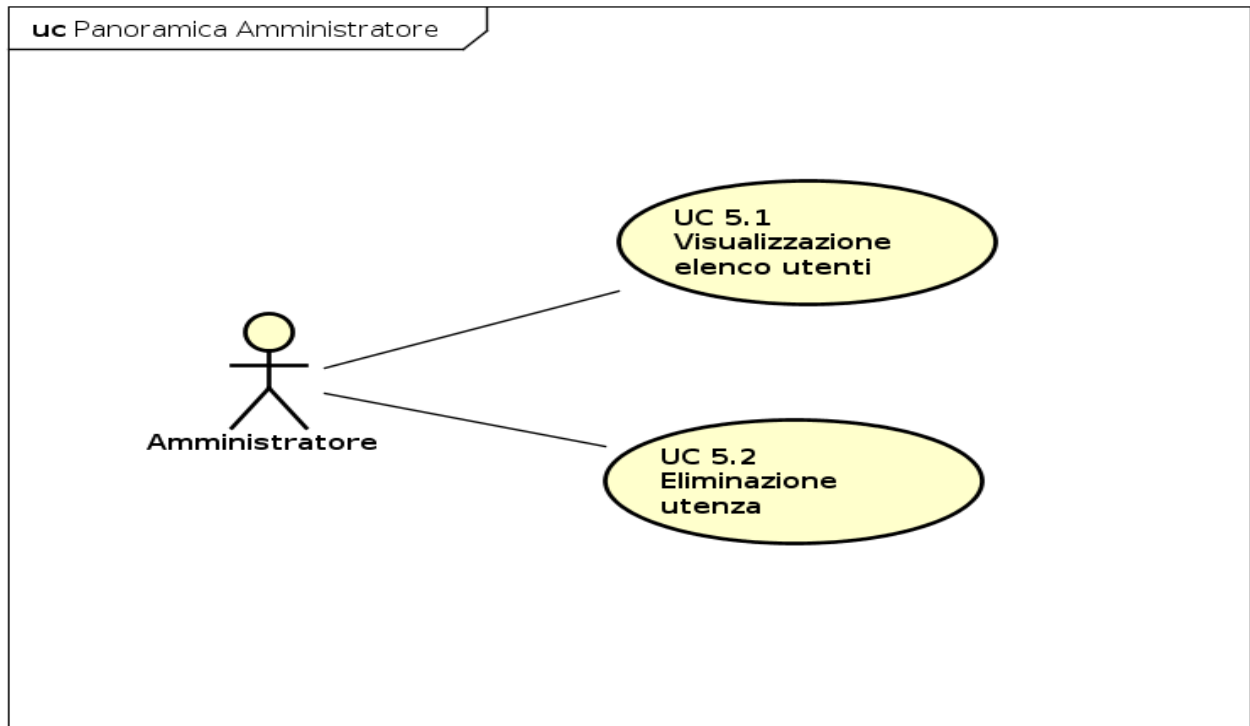 uc Panoramica Amministratore
UC 5.1
Visualizzazione
elenco utenti
Amministratore
UC 5.2
Eliminazione
utenza